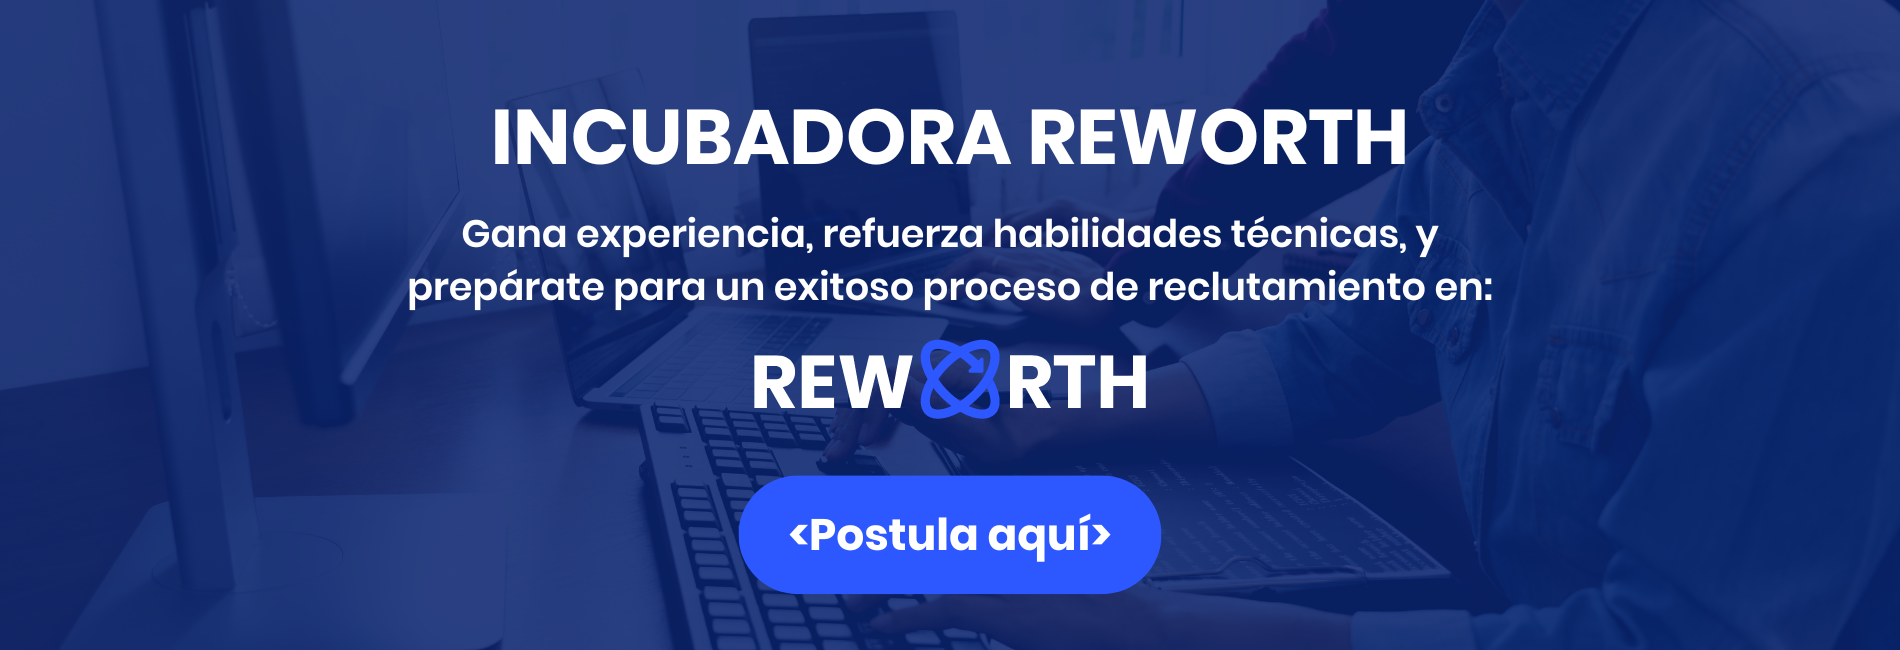 INCUBADORA REWORTH
Gana experiencia, refuerza habilidades técnicas, y
prepárate para un exitoso proceso de reclutamiento en:
REWORTH
<Postula aquí>